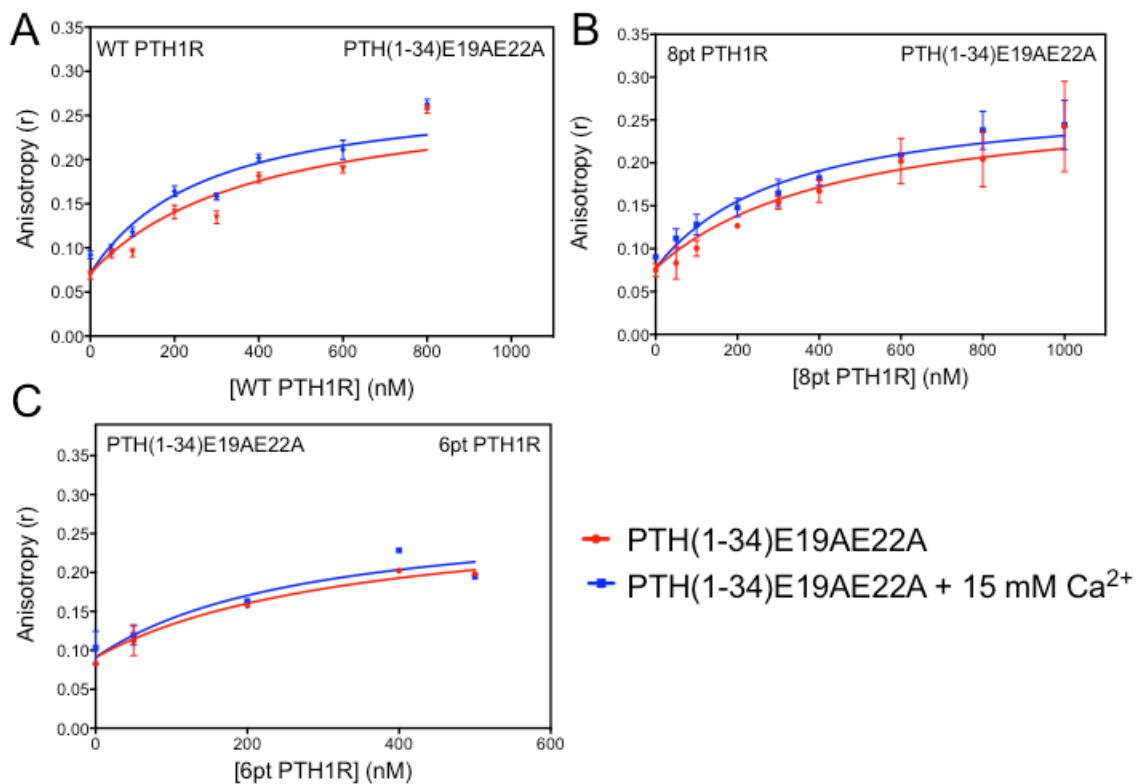 A
WT PTH1R PTH(1-34)E19AE22A
0.35
0.30
0.25
0.20
0.15
0.10
0.05
0.00
Anisotropy (r)
0 200 400 600 800 1000
[WT PTH1R] (nM)
B
8pt PTH1R PTH(1-34)E19AE22A
0.35
0.30
0.25
0.20
0.15
0.10
0.05
0.00
Anisotropy (r)
0 200 400 600 800 1000
[8pt PTH1R] (nM)
C
PTH(1-34)E19AE22A 6pt PTH1R
0.35
0.30
0.25
0.20
0.15
0.10
0.05
0.00
Anisotropy (r)
0 200 400 600
[6pt PTH1R] (nM)
PTH(1-34)E19AE22A
PTH(1-34)E19AE22A + 15 mM Ca²⁺